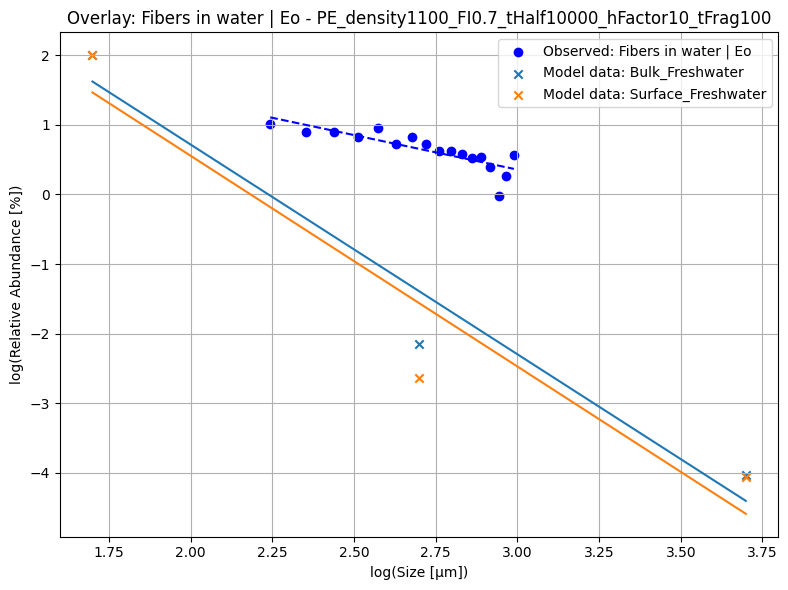 Overlay: Fibers in water | Eo - PE_density1100_FI0.7_tHalf10000_hFactor10_tFrag100
Observed: Fibers in water | Eo
Model data: Bulk_Freshwater
Model data: Surface_Freshwater
log(Relative Abundance [%])
2
1
0
−1
−2
−3
−4
1.75 2.00 2.25 2.50 2.75 3.00 3.25 3.50 3.75
log(Size [µm])